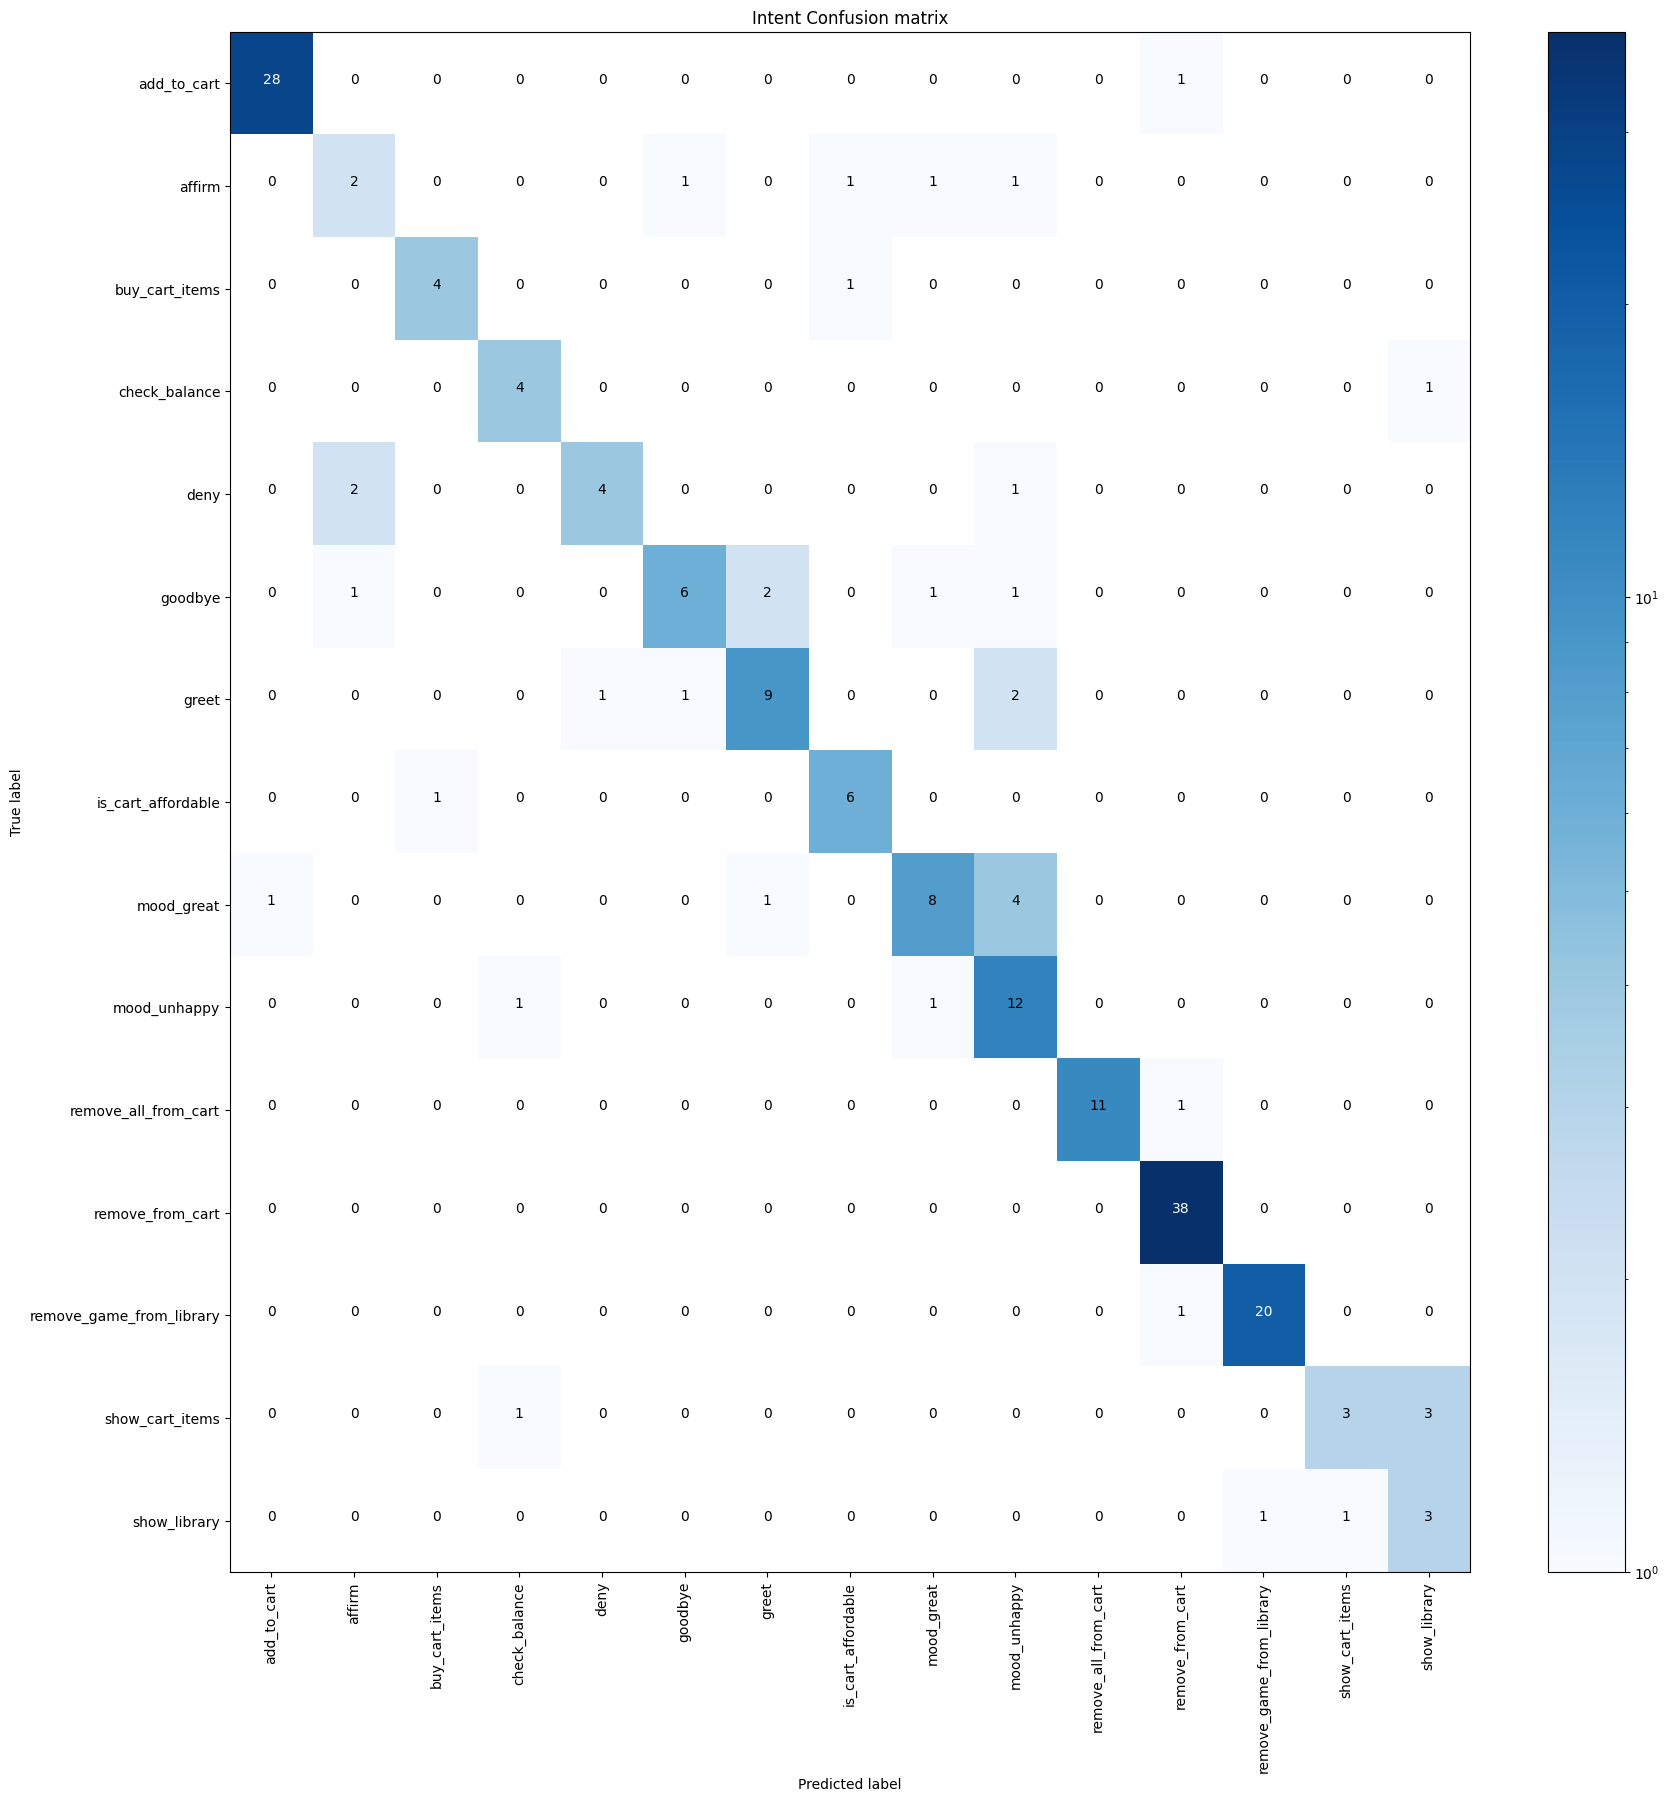 Intent Confusion matrix
add_to_cart 28 0 0 0 0 0 0 0 0 0 0 1 0 0 0
affirm 0 2 0 0 0 1 0 1 1 1 0 0 0 0 0
buy_cart_items 0 0 4 0 0 0 0 1 0 0 0 0 0 0 0
check_balance 0 0 0 4 0 0 0 0 0 0 0 0 0 0 1
deny 0 2 0 0 4 0 0 0 0 1 0 0 0 0 0
goodbye 0 1 0 0 0 6 2 0 1 1 0 0 0 0 0
10¹
greet 0 0 0 0 1 1 9 0 0 2 0 0 0 0 0
True label
is_cart_affordable 0 0 1 0 0 0 0 6 0 0 0 0 0 0 0
mood_great 1 0 0 0 0 0 1 0 8 4 0 0 0 0 0
mood_unhappy 0 0 0 1 0 0 0 0 1 12 0 0 0 0 0
remove_all_from_cart 0 0 0 0 0 0 0 0 0 0 11 1 0 0 0
remove_from_cart 0 0 0 0 0 0 0 0 0 0 0 38 0 0 0
remove_game_from_library 0 0 0 0 0 0 0 0 0 0 0 1 20 0 0
show_cart_items 0 0 0 1 0 0 0 0 0 0 0 0 0 3 3
show_library 0 0 0 0 0 0 0 0 0 0 0 0 1 1 3
10⁰
add_to_cart
affirm
buy_cart_items
check_balance
deny
goodbye
greet
is_cart_affordable
mood_great
mood_unhappy
remove_all_from_cart
remove_from_cart
remove_game_from_library
show_cart_items
show_library
Predicted label